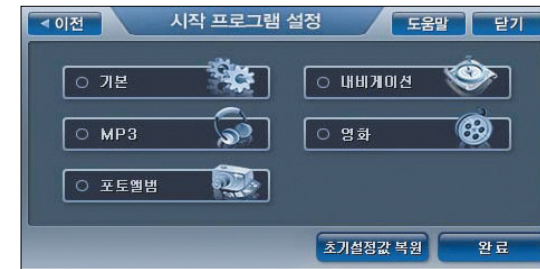 이전 시작 프로그램 설정 도움말 닫기
기본 내비게이션
MP3 영화
포토앨범
초기설정값 복원 완료